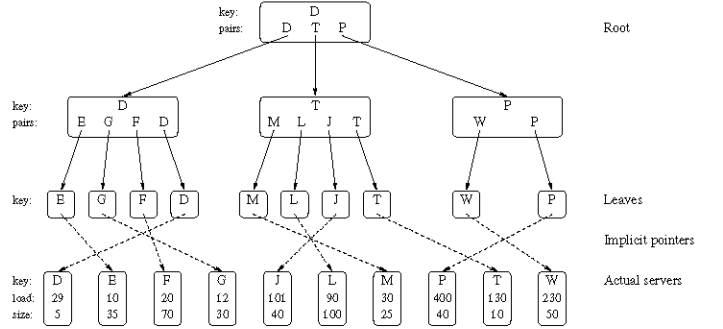 key: D
pairs: D T P Root
key: D T P
pairs: E G F D M L J T W P
key: E G F D M L J T W P Leaves
Implicit pointers
key: D E F G J L M P T W Actual servers
load: 29 10 20 12 101 90 30 400 130 230
size: 5 35 70 30 40 100 25 40 10 50